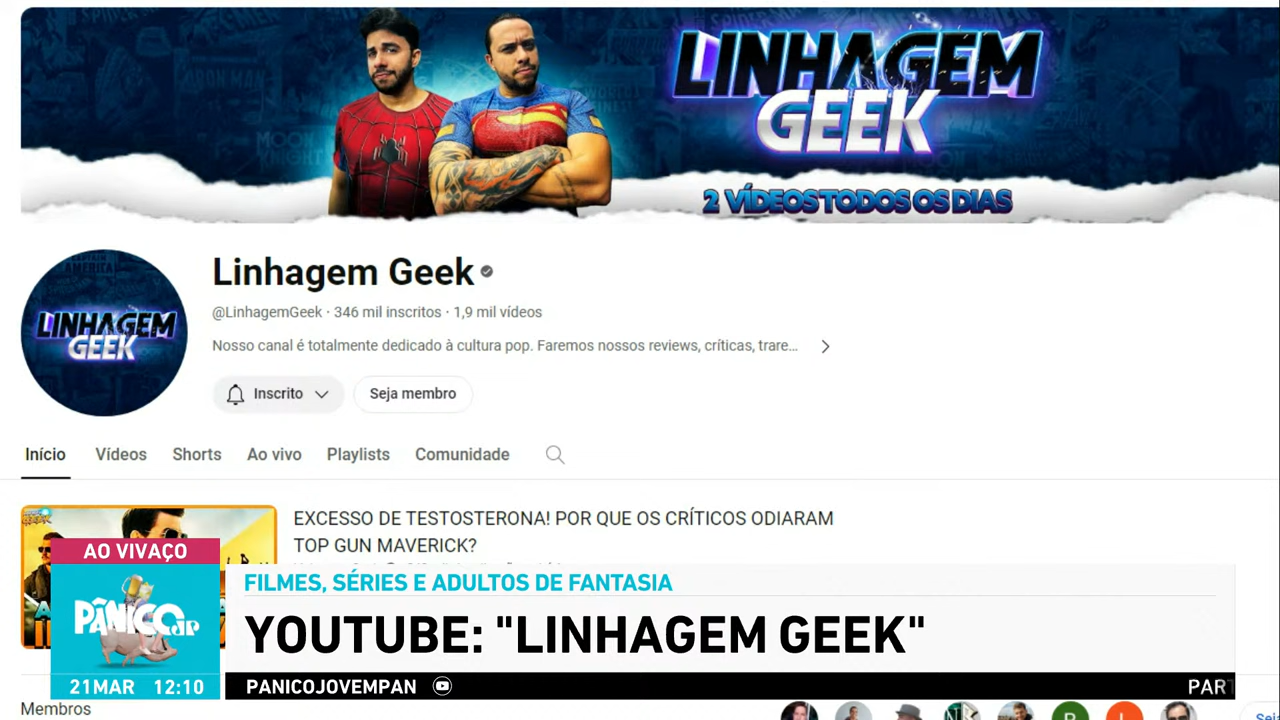 LINHAGEM
GEEK
2 VÍDEOS TODOS OS DIAS
LINHAGEM
GEEK
Linhagem Geek
@LinhagemGeek · 346 mil inscritos · 1,9 mil vídeos
Nosso canal é totalmente dedicado à cultura pop. Faremos nossos reviews, críticas, trare...
Inscrito
Seja membro
Início Vídeos Shorts Ao vivo Playlists Comunidade
EXCESSO DE TESTOSTERONA! POR QUE OS CRÍTICOS ODIARAM
TOP GUN MAVERICK?
AO VIVAÇO
PÂNICO JP
FILMES, SÉRIES E ADULTOS DE FANTASIA
YOUTUBE: "LINHAGEM GEEK"
21MAR 12:10
PANICOJOVEMPAN
PART
Membros